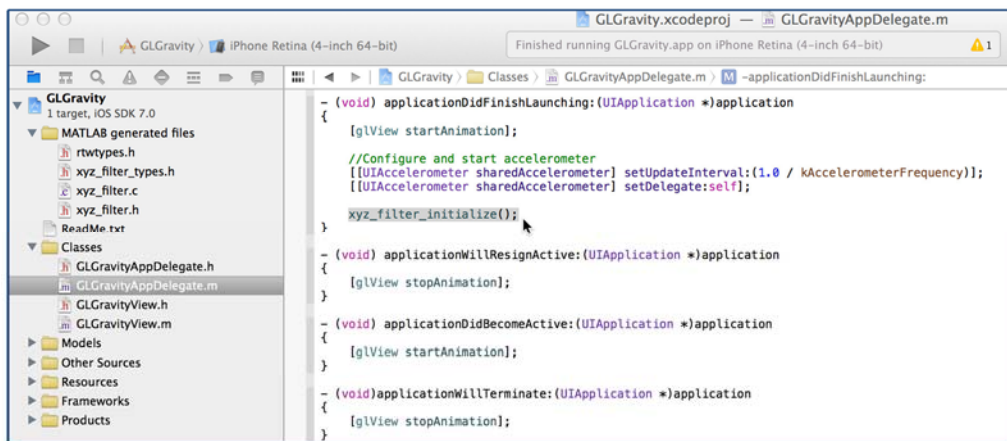 GLGravity.xcodeproj — GLGravityAppDelegate.m
GLGravity iPhone Retina (4-inch 64-bit)
Finished running GLGravity.app on iPhone Retina (4-inch 64-bit)
1
GLGravity Classes GLGravityAppDelegate.m M -applicationDidFinishLaunching:
GLGravity
1 target, iOS SDK 7.0
MATLAB generated files
h rtwtypes.h
h xyz_filter_types.h
c xyz_filter.c
h xyz_filter.h
ReadMe.txt
Classes
h GLGravityAppDelegate.h
m GLGravityAppDelegate.m
h GLGravityView.h
m GLGravityView.m
Models
Other Sources
Resources
Frameworks
Products
- (void) applicationDidFinishLaunching:(UIApplication *)application
{
[glView startAnimation];
//Configure and start accelerometer
[[UIAccelerometer sharedAccelerometer] setUpdateInterval:(1.0 / kAccelerometerFrequency)];
[[UIAccelerometer sharedAccelerometer] setDelegate:self];
xyz_filter_initialize();
}
- (void) applicationWillResignActive:(UIApplication *)application
{
[glView stopAnimation];
}
- (void) applicationDidBecomeActive:(UIApplication *)application
{
[glView startAnimation];
}
- (void)applicationWillTerminate:(UIApplication *)application
{
[glView stopAnimation];
}